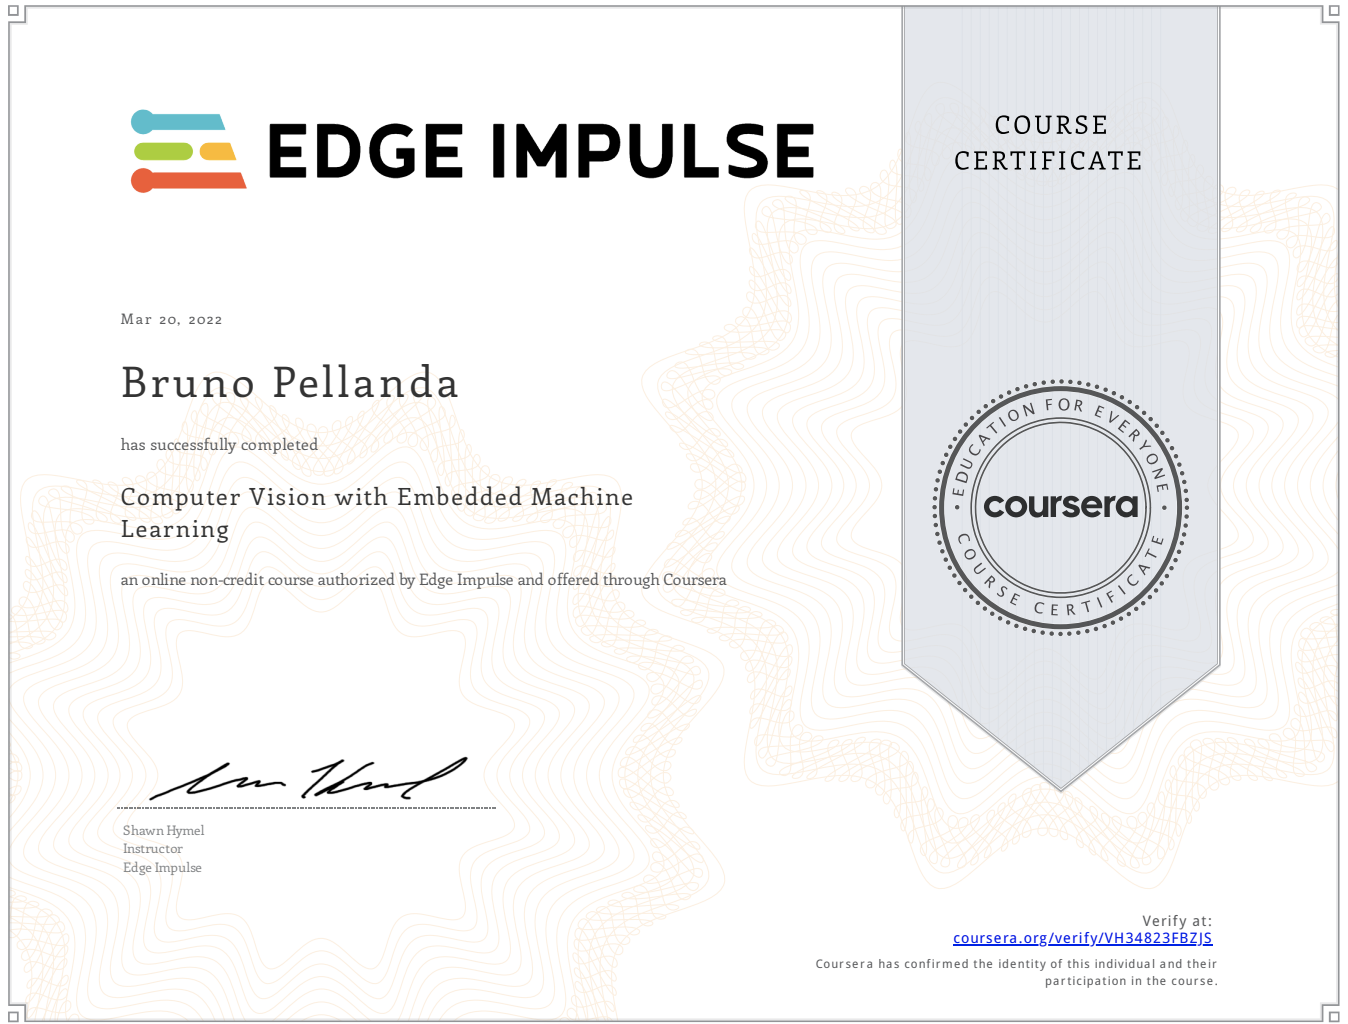 EDGE IMPULSE
COURSE
CERTIFICATE
Mar 20, 2022
Bruno Pellanda
has successfully completed
Computer Vision with Embedded Machine
Learning
an online non-credit course authorized by Edge Impulse and offered through Coursera
EDUCATION FOR EVERYONE
coursera
COURSE CERTIFICATE
Shawn Hymel
Instructor
Edge Impulse
Verify at:
coursera.org/verify/VH34823FBZJS
Coursera has confirmed the identity of this individual and their
participation in the course.